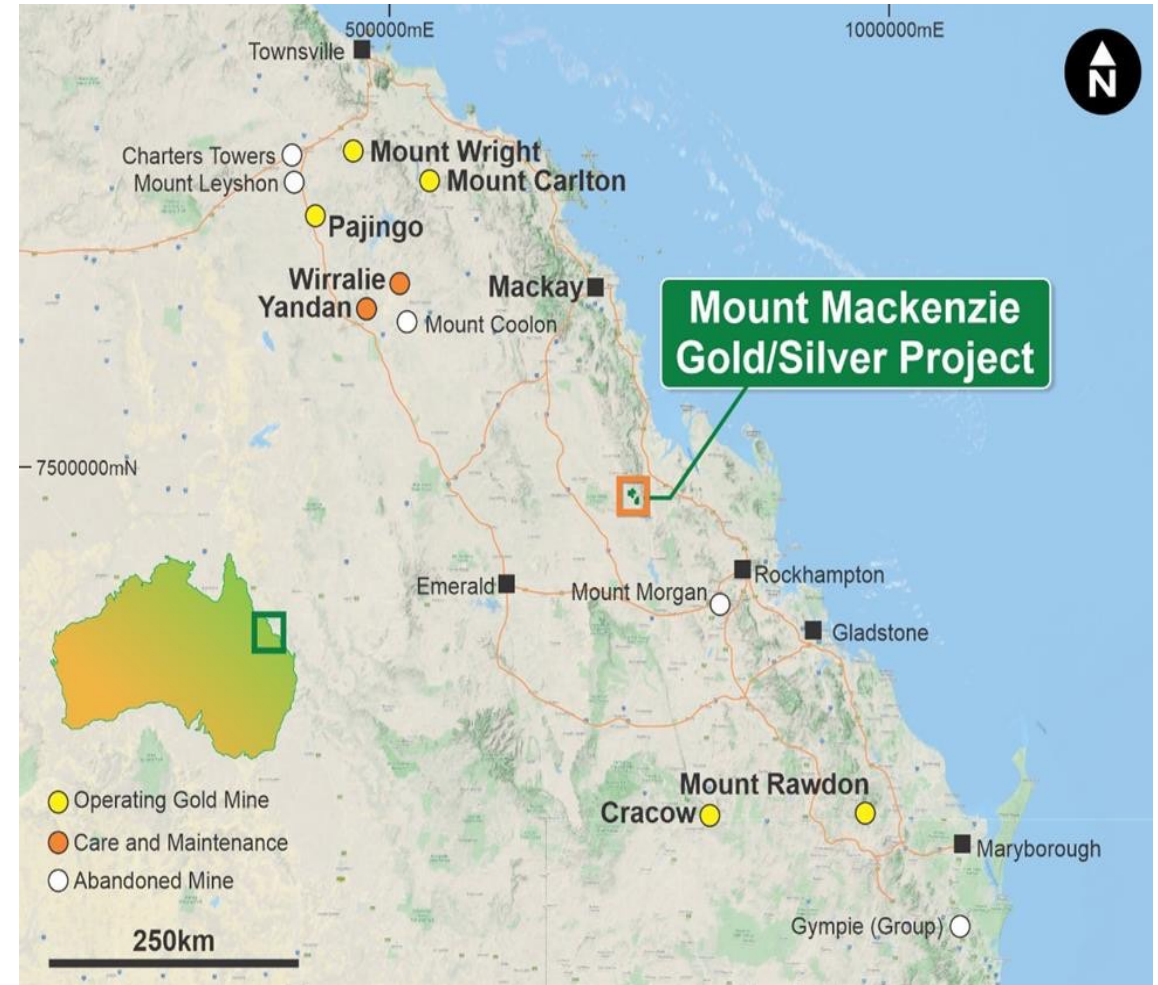 500000mE
1000000mE
Townsville
N
Charters Towers
Mount Wright
Mount Leyshon
Mount Carlton
Pajingo
Wirralie
Mackay
Yandan
Mount Coolon
Mount Mackenzie
Gold/Silver Project
7500000mN
Emerald
Mount Morgan
Rockhampton
Gladstone
Mount Rawdon
Cracow
Operating Gold Mine
Care and Maintenance
Abandoned Mine
Maryborough
Gympie (Group)
250km